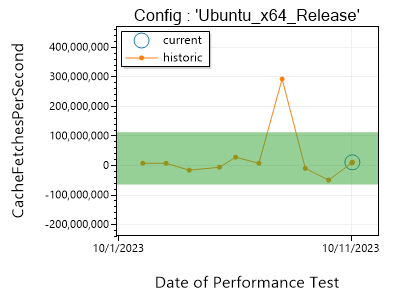 Config : 'Ubuntu_x64_Release'
current
historic
CacheFetchesPerSecond
400,000,000
300,000,000
200,000,000
100,000,000
0
-100,000,000
-200,000,000
10/1/2023
10/11/2023
Date of Performance Test